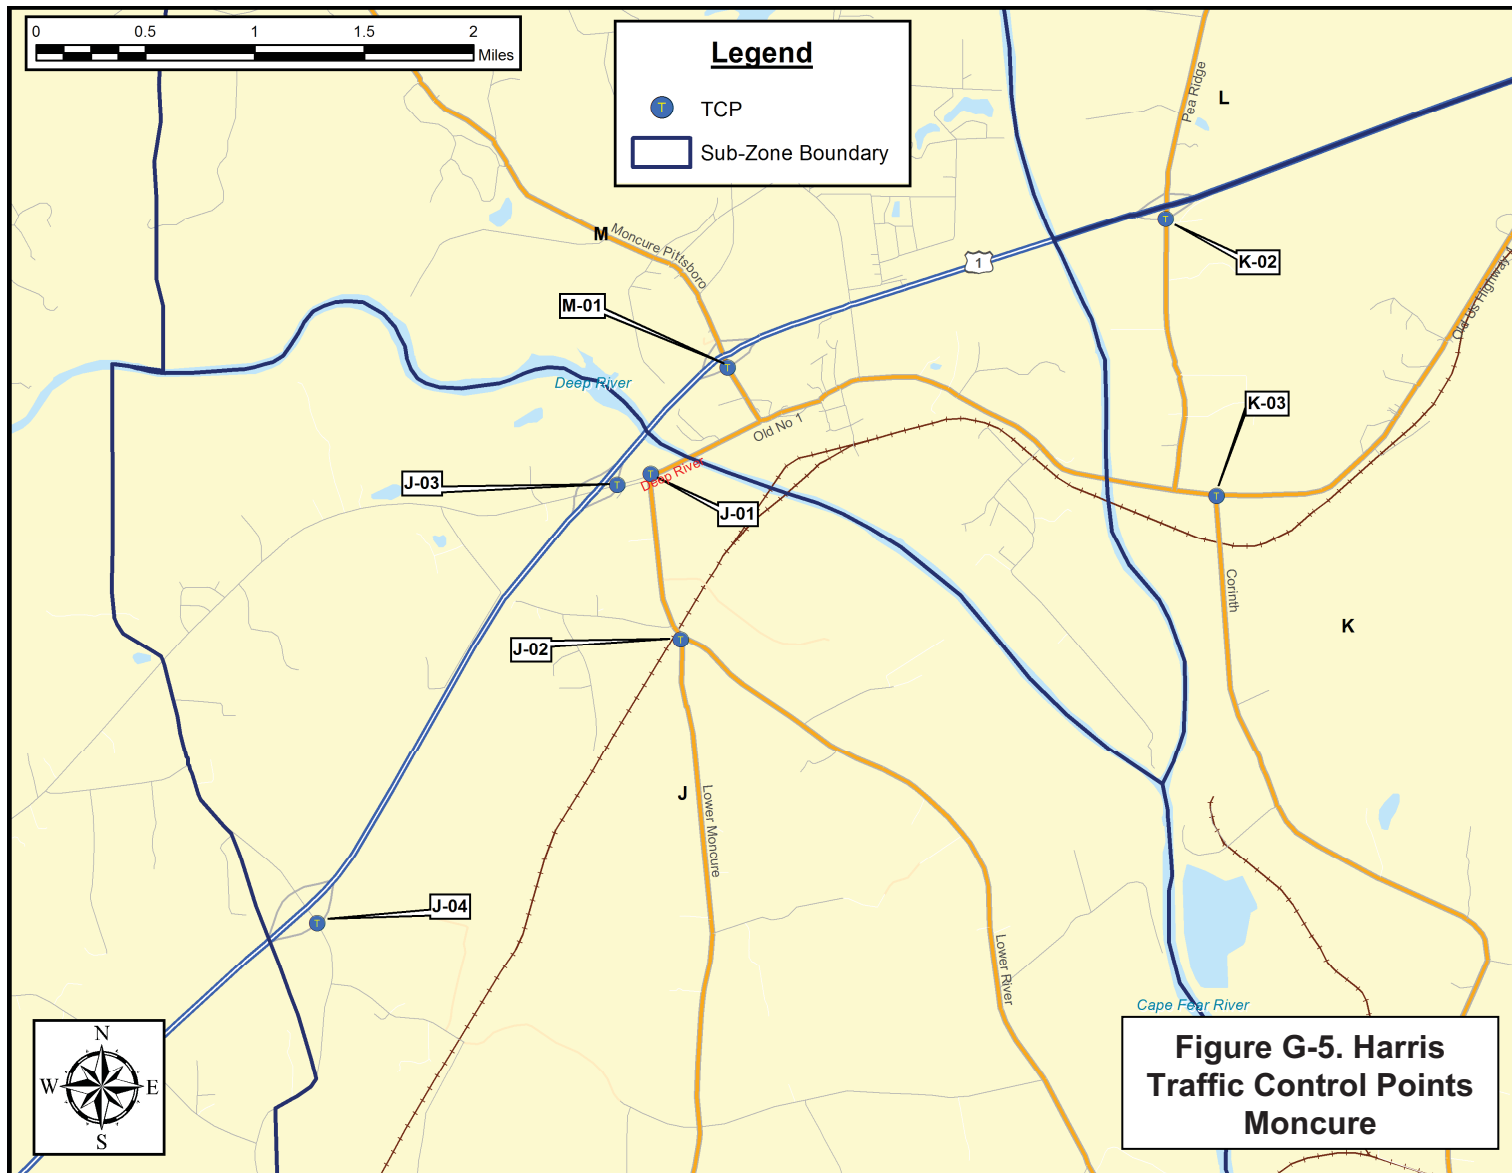 0 0.5 1 1.5 2
Miles
Legend
T TCP
Sub-Zone Boundary
Pea Ridge
L
M
Moncure Pittsboro
1
T
K-02
M-01
Old Us Highway
T
Deep River
K-03
Old No 1
J-03
T
T
Deep River
T
J-01
Corinth
K
J-02
T
J
Lower Moncure
J-04
T
Lower River
Cape Fear River
N
W E
S
Figure G-5. Harris
Traffic Control Points
Moncure